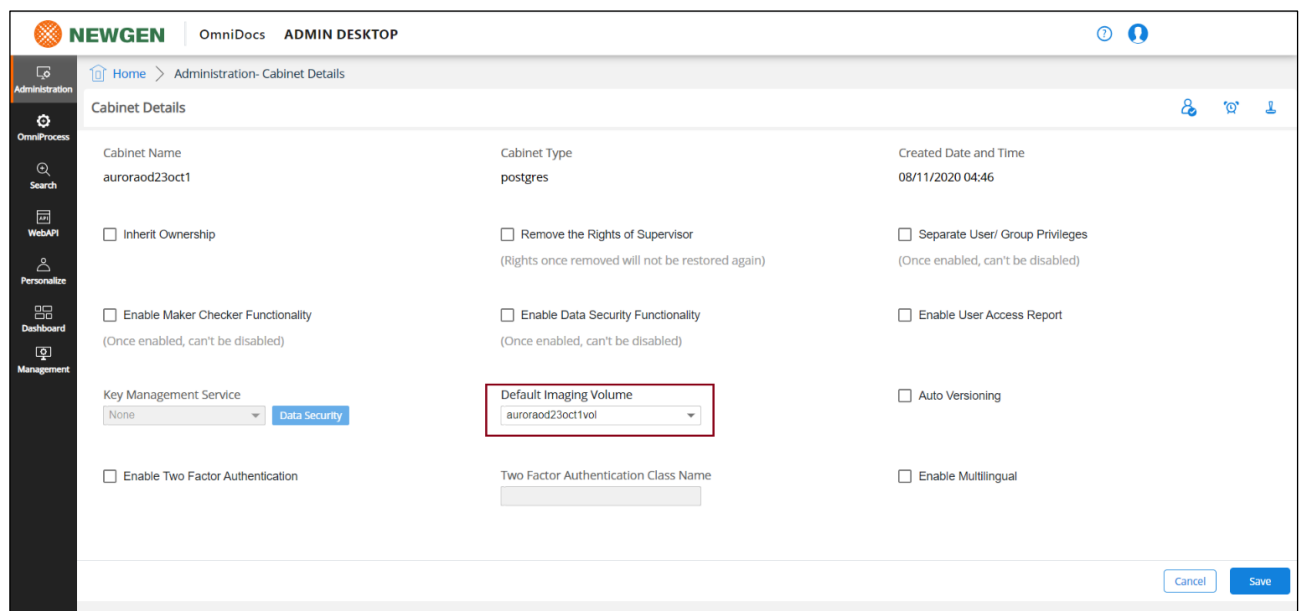 NEWGEN OmniDocs ADMIN DESKTOP
Administration
OmniProcess
Search
API
WebAPI
Personalize
Dashboard
Management
Home > Administration- Cabinet Details
Cabinet Details
Cabinet Name Cabinet Type Created Date and Time
auroraod23oct1 postgres 08/11/2020 04:46
Inherit Ownership Remove the Rights of Supervisor Separate User/ Group Privileges
(Rights once removed will not be restored again) (Once enabled, can't be disabled)
Enable Maker Checker Functionality Enable Data Security Functionality Enable User Access Report
(Once enabled, can't be disabled) (Once enabled, can't be disabled)
Key Management Service Default Imaging Volume Auto Versioning
None Data Security auroraod23oct1vol
Enable Two Factor Authentication Two Factor Authentication Class Name Enable Multilingual
Cancel Save